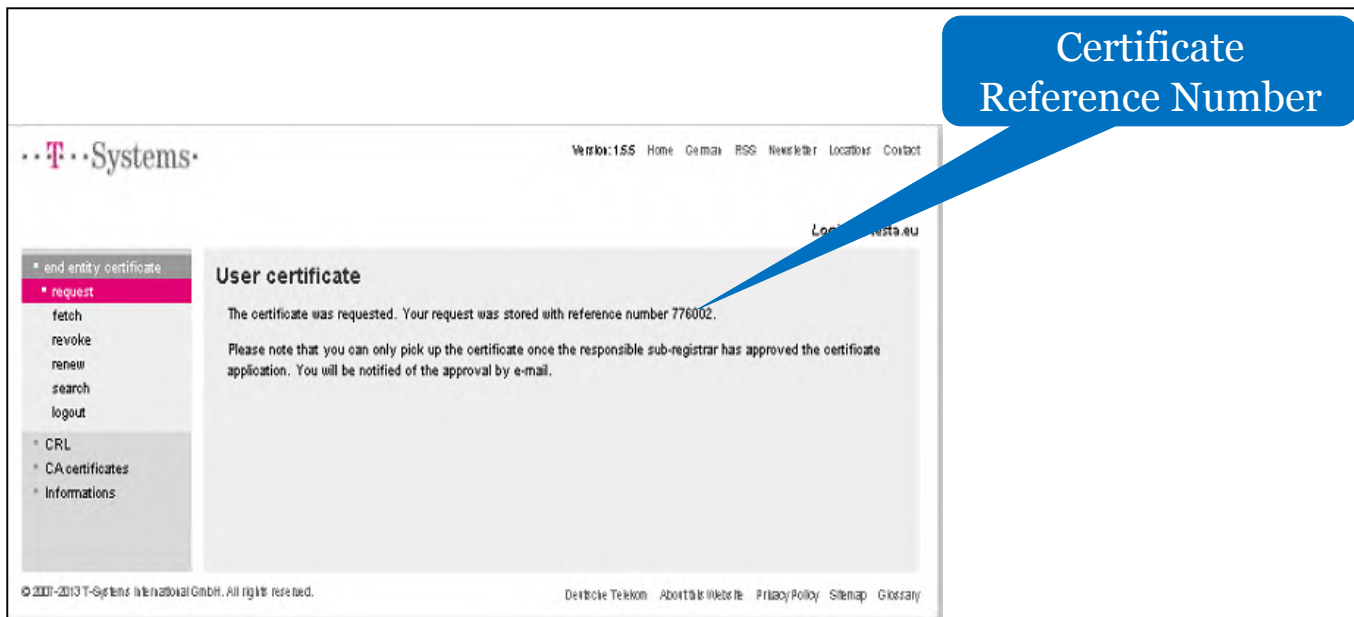 Certificate
Reference Number
··T··Systems·
Version: 1.5.5 Home German RSS Newsletter Locations Contact
esta.eu
end entity certificate
request
fetch
revoke
renew
search
logout
CRL
CA certificates
Informations
User certificate
The certificate was requested. Your request was stored with reference number 776002.
Please note that you can only pick up the certificate once the responsible sub-registrar has approved the certificate
application. You will be notified of the approval by e-mail.
© 2007-2013 T-Systems International GmbH. All rights reserved.
Deutsche Telekom About this Website Privacy Policy Sitemap Glossary